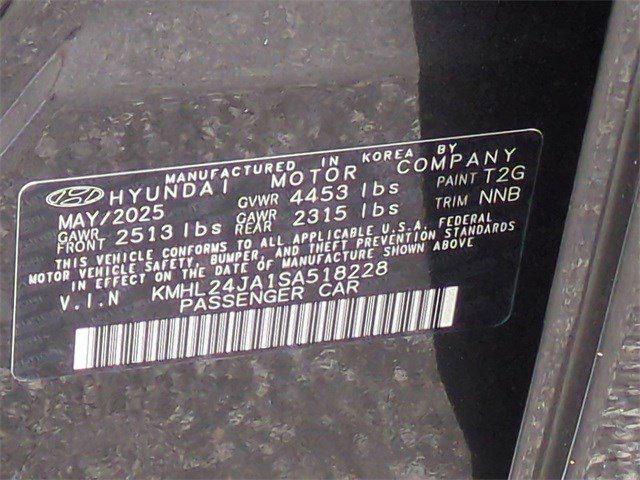 MANUFACTURED IN KOREA BY
HYUNDAI MOTOR COMPANY
MAY/2025 GVWR 4453 lbs PAINT T2G
GAWR FRONT 2513 lbs GAWR REAR 2315 lbs TRIM NNB
THIS VEHICLE CONFORMS TO ALL APPLICABLE U.S.A. FEDERAL
MOTOR VEHICLE SAFETY, BUMPER, AND THEFT PREVENTION STANDARDS
IN EFFECT ON THE DATE OF MANUFACTURE SHOWN ABOVE
V.I.N KMHL24JA1SA518228
PASSENGER CAR